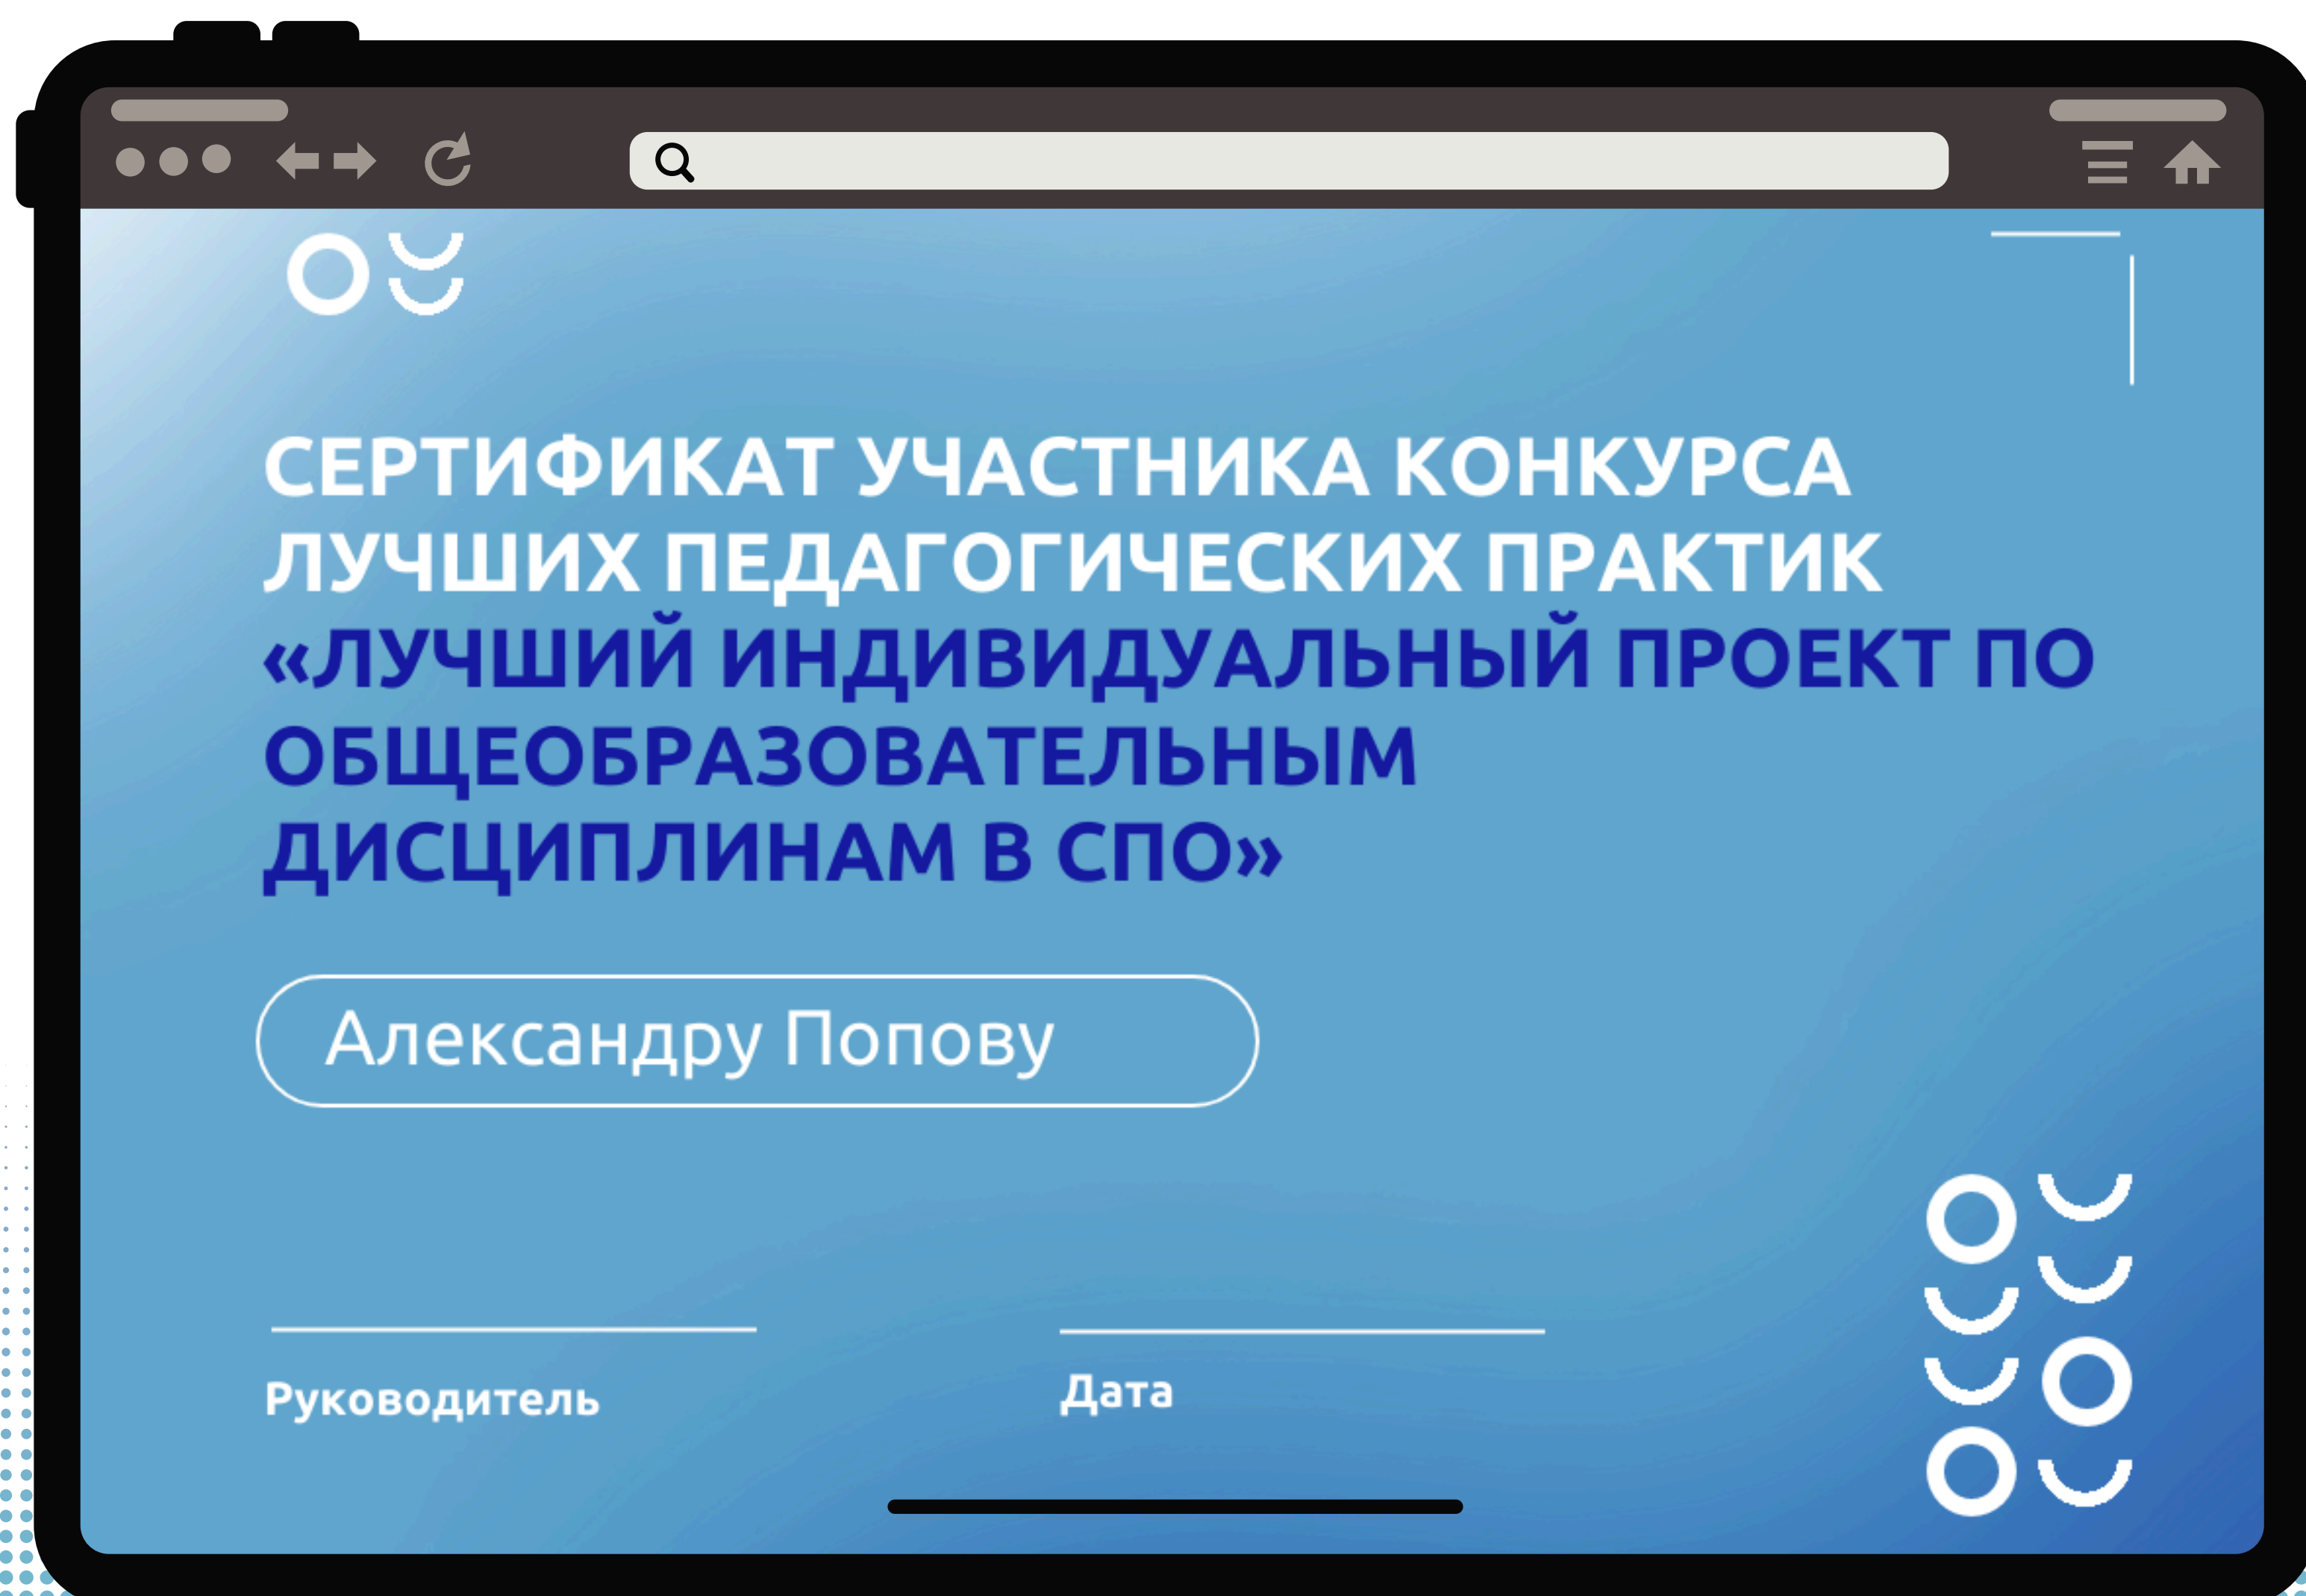 СЕРТИФИКАТ УЧАСТНИКА КОНКУРСА
ЛУЧШИХ ПЕДАГОГИЧЕСКИХ ПРАКТИК
«ЛУЧШИЙ ИНДИВИДУАЛЬНЫЙ ПРОЕКТ ПО
ОБЩЕОБРАЗОВАТЕЛЬНЫМ
ДИСЦИПЛИНАМ В СПО»
Александру Попову
Руководитель
Дата